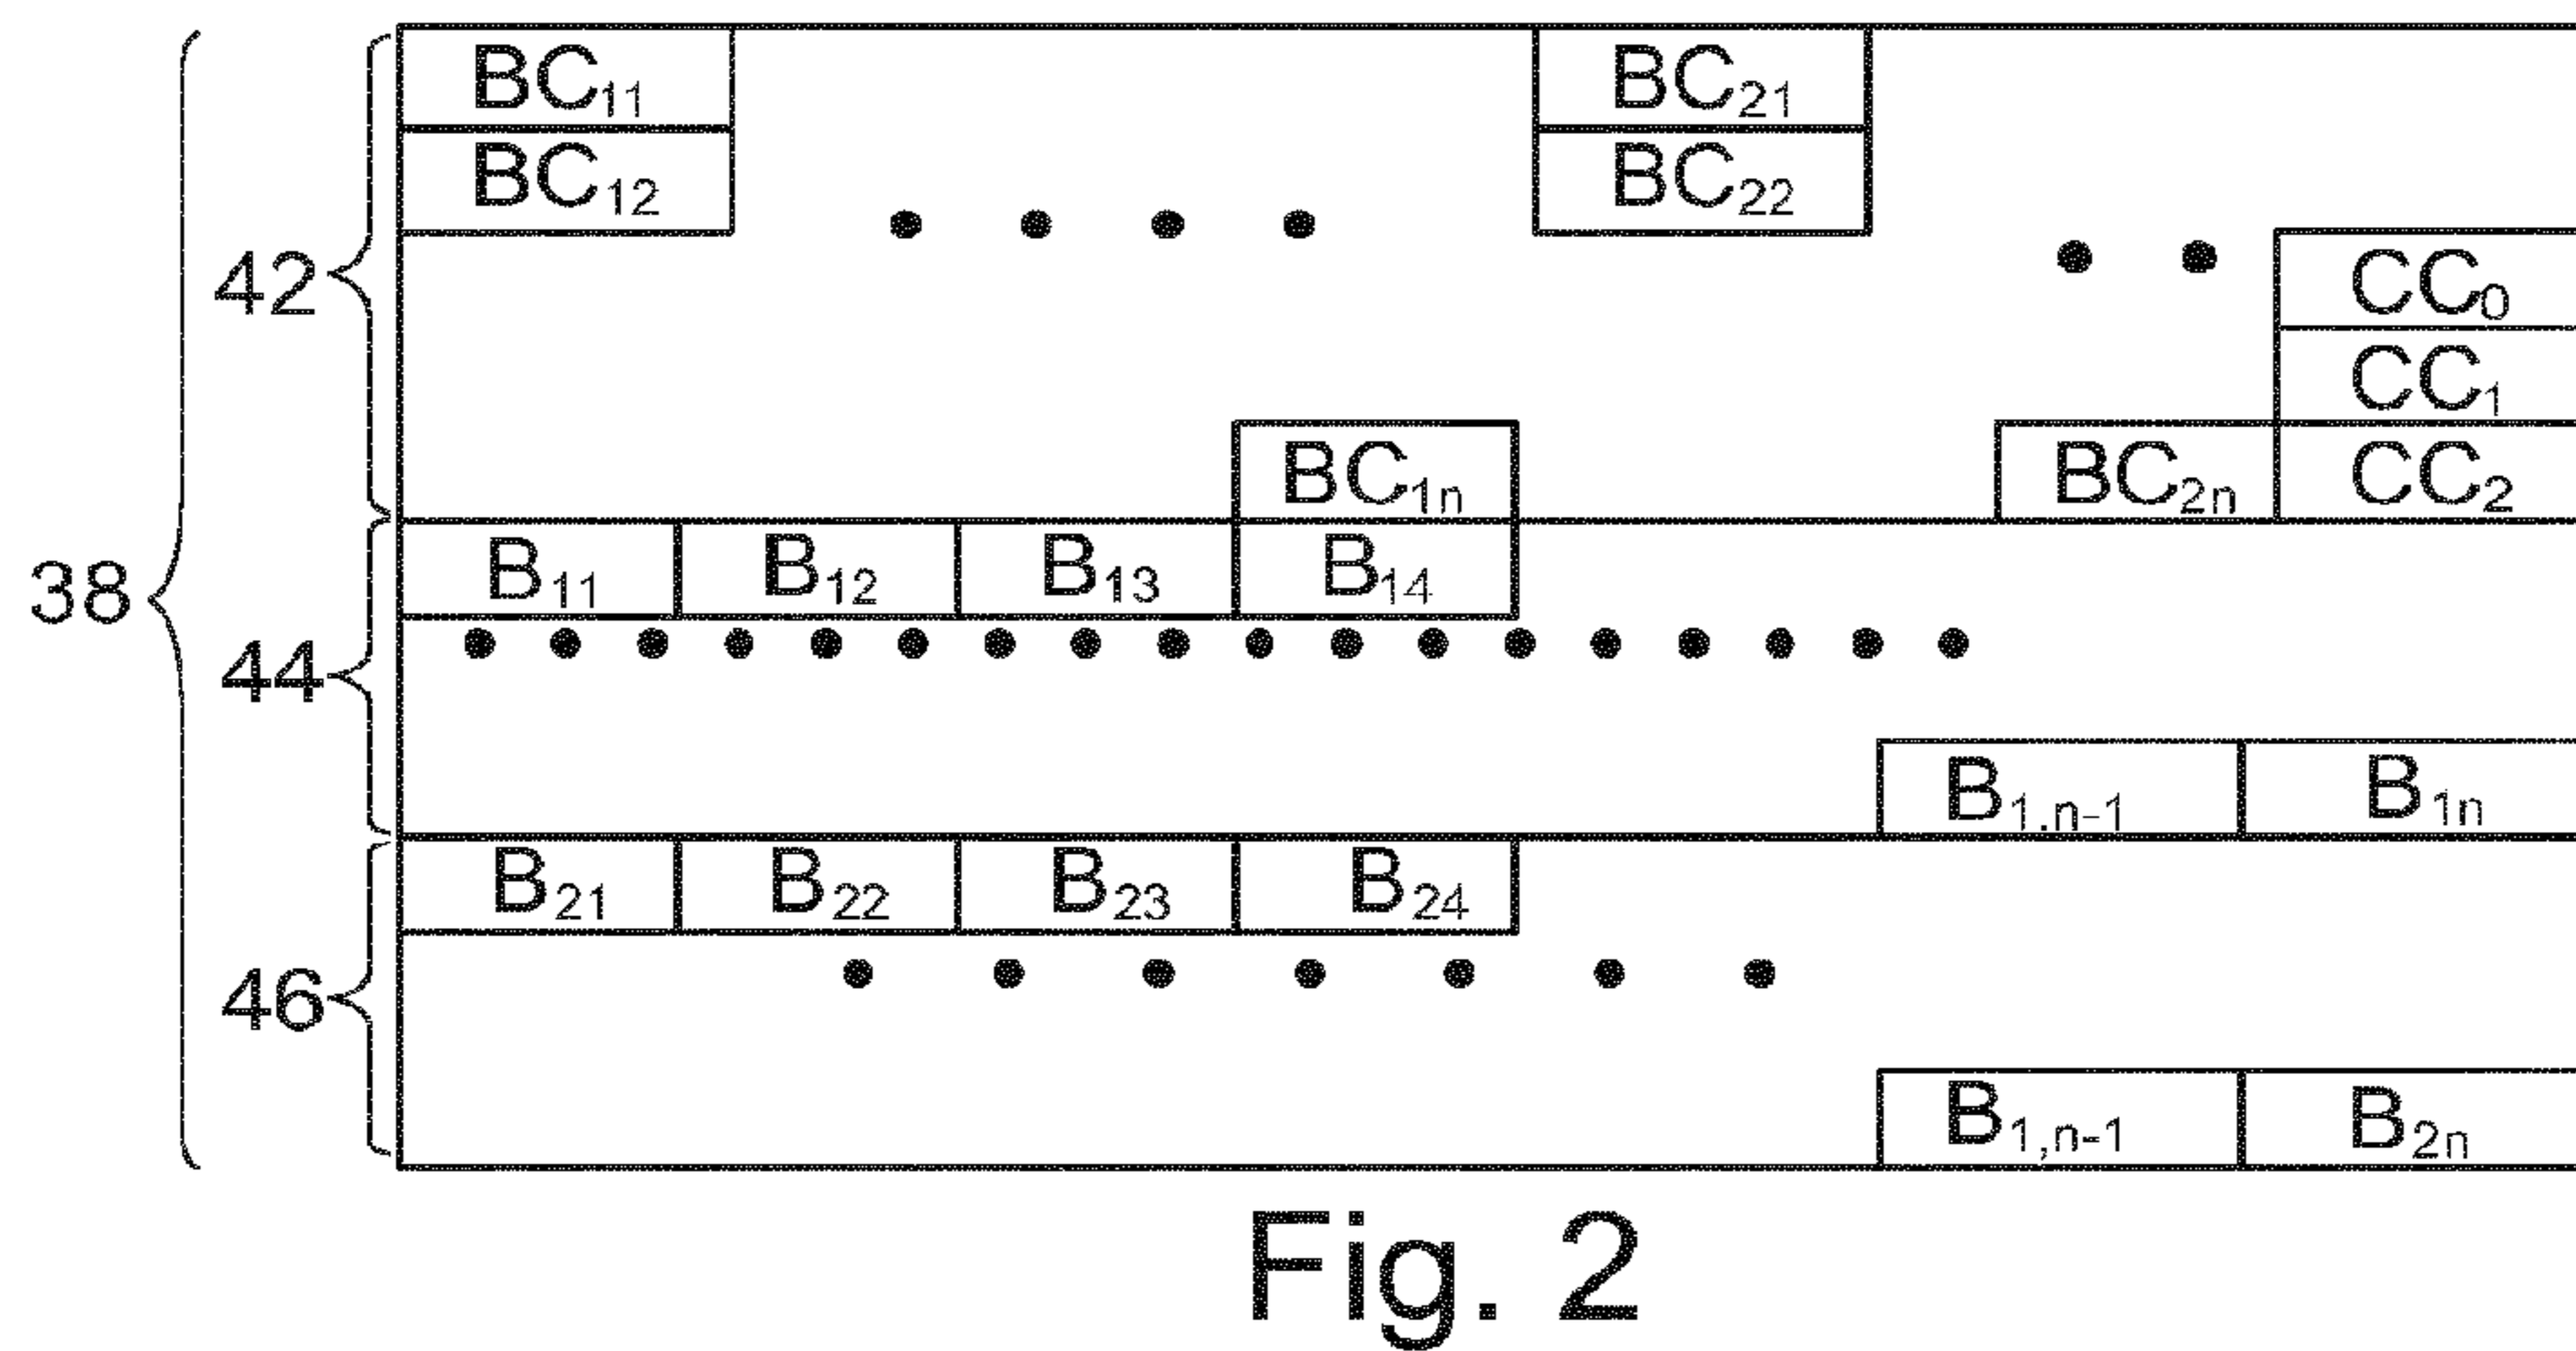 BC₁₁ BC₂₁
BC₁₂ BC₂₂
42 CC₀
CC₁
BC₁ₙ BC₂ₙ CC₂
38 B₁₁ B₁₂ B₁₃ B₁₄
44
B₁.ₙ₋₁ B₁ₙ
B₂₁ B₂₂ B₂₃ B₂₄
46
B₁,ₙ₋₁ B₂ₙ
Fig. 2